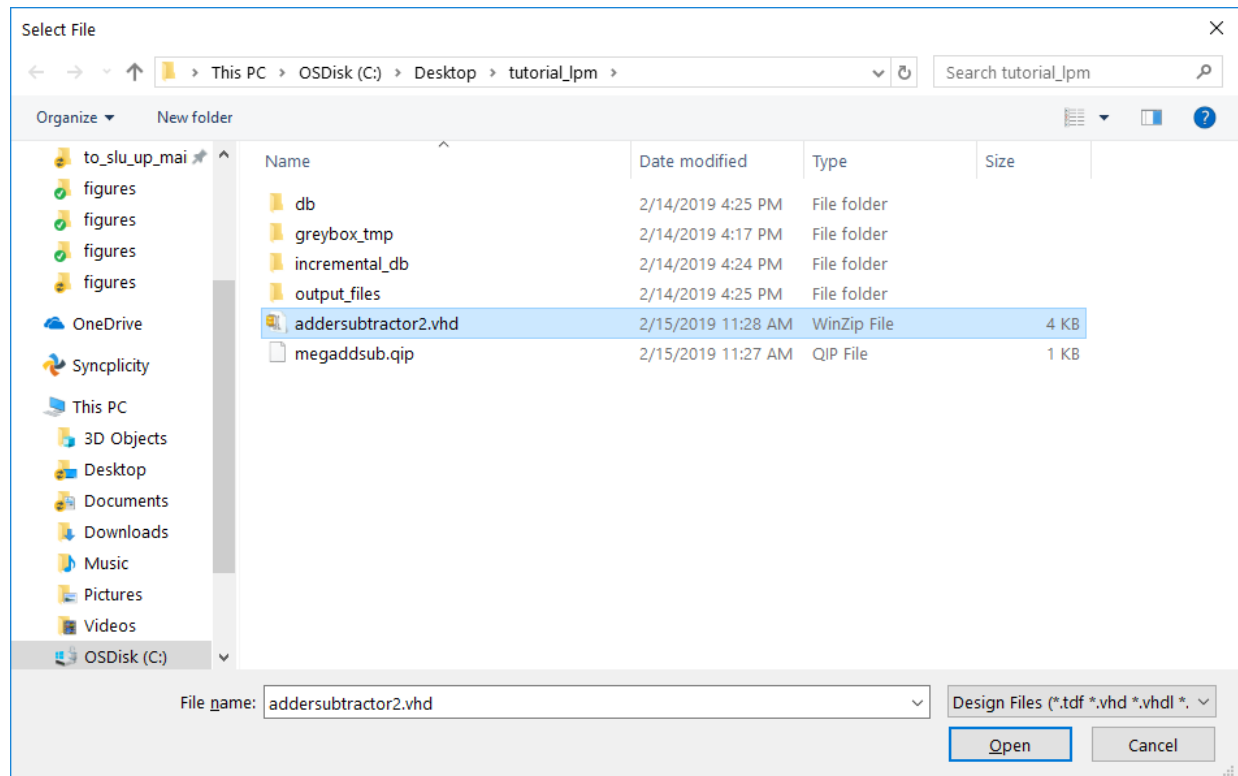 Select File
This PC > OSDisk (C:) > Desktop > tutorial_lpm >
Search tutorial_lpm
Organize
New folder
to_slu_up_mai
figures
figures
figures
figures
OneDrive
Syncplicity
This PC
3D Objects
Desktop
Documents
Downloads
Music
Pictures
Videos
OSDisk (C:)
Name Date modified Type Size
db 2/14/2019 4:25 PM File folder
greybox_tmp 2/14/2019 4:17 PM File folder
incremental_db 2/14/2019 4:24 PM File folder
output_files 2/14/2019 4:25 PM File folder
addersubtractor2.vhd 2/15/2019 11:28 AM WinZip File 4 KB
megaddsub.qip 2/15/2019 11:27 AM QIP File 1 KB
File name: addersubtractor2.vhd
Design Files (*.tdf *.vhd *.vhdl *.
Open Cancel